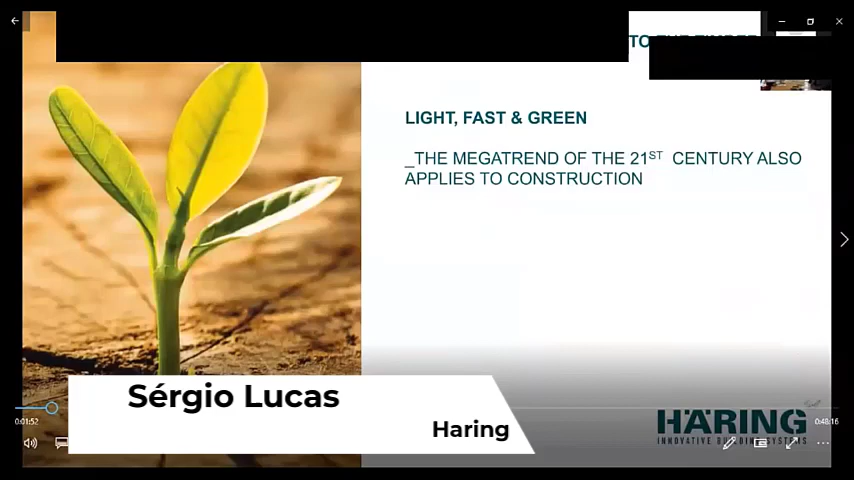 LIGHT, FAST & GREEN
_THE MEGATREND OF THE 21ST CENTURY ALSO
APPLIES TO CONSTRUCTION
Sérgio Lucas
Haring
0:01:52
HÄRING
INNOVATIVE BUILDING SYSTEMS
0:48:16